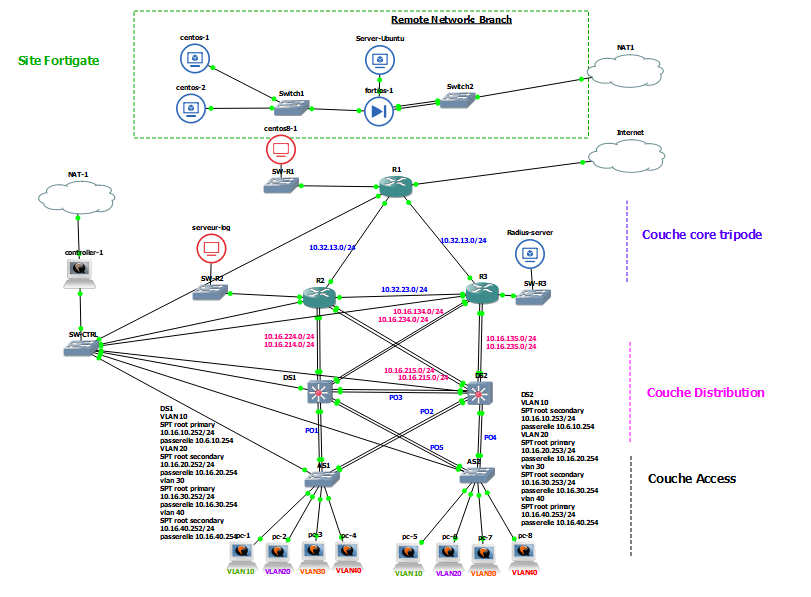 Remote Network: Branch
Site Fortigate
centos-1
Server-Ubuntu
NAT1
centos-2
Switch1
fortios-1
Switch2
centos8-1
Internet
SW-R1
R1
NAT-1
Couche core tripode
serveur-log
Radius-server
10.32.13.0/24
10.32.13.0/24
controller-1
SW-R2
R2
10.32.23.0/24
R3
SW-R3
10.16.134.0/24
10.16.234.0/24
SW-CTRL
10.16.224.0/24
10.16.214.0/24
10.16.135.0/24
10.16.235.0/24
10.16.215.0/24
10.16.215.0/24
DS1
DS2
Couche Distribution
PO3
PO2
PO1
PO4
PO5
DS1
VLAN 10
SPT root primary
10.16.10.252/24
passerelle 10.6.10.254
VLAN 20
SPT root secondary
10.16.20.252/24
passerelle 10.16.20.254
vlan 30
SPT root primary
10.16.30.252/24
passerelle 10.16.30.254
vlan 40
SPT root secondary
10.16.40.252/24
passerelle 10.16.40.254
DS2
VLAN 10
SPT root secondary
10.16.10.253/24
passerelle 10.6.10.254
VLAN 20
SPT root primary
10.16.20.253/24
passerelle 10.16.20.254
vlan 30
SPT root secondary
10.16.30.253/24
passerelle 10.16.30.254
vlan 40
SPT root primary
10.16.40.253/24
passerelle 10.16.40.254
AS1
AS2
Couche Access
pc-1
pc-2
pc-3
pc-4
pc-5
pc-6
pc-7
pc-8
VLAN10
VLAN20
VLAN30
VLAN40
VLAN10
VLAN20
VLAN30
VLAN40